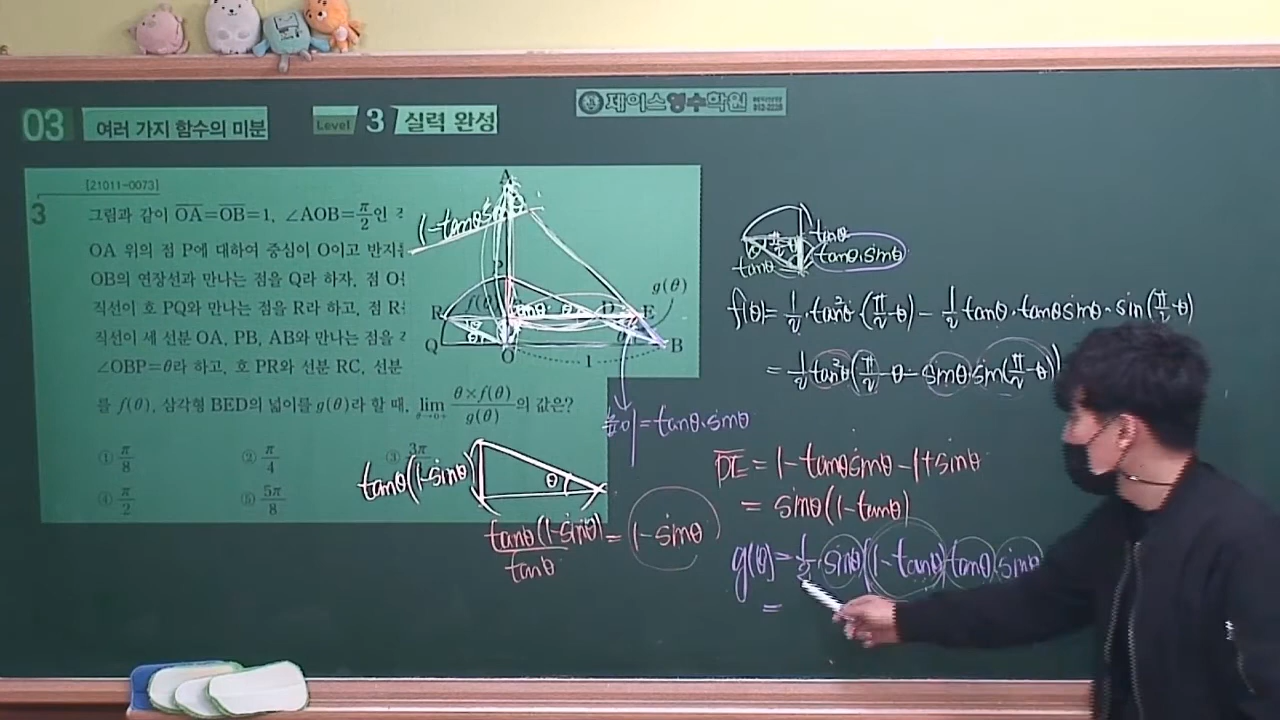 제이스영수학원
912-2228
03 여러 가지 함수의 미분 Level 3 실력 완성
[21011-0073]
3 그림과 같이 OA=OB=1, ∠AOB=π/2인
OA 위의 점 P에 대하여 중심이 O이고 반지
OB의 연장선과 만나는 점을 Q라 하자. 점 O
직선이 호 PQ와 만나는 점을 R라 하고, 점 R
직선이 세 선분 OA, PB, AB와 만나는 점을
∠OBP=θ라 하고, 호 PR와 선분 RC, 선분
를 f(θ), 삼각형 BED의 넓이를 g(θ)라 할 때, lim θ→0+ θ×f(θ)/g(θ)의 값은?
① π/8 ② π/4 ③ 3π
④ π/2 ⑤ 5π/8
A
1-tanθsinθ
P
f(θ)
g(θ)
R
tanθ
θ
D
E
Q
O
1
B
높이=tanθ·sinθ
tanθ(1-sinθ)
θ
tanθ(1-sinθ)/tanθ = 1-sinθ
tanθ
tanθ
tanθ·sinθ
f(θ)=1/2·tan²θ·(π/2-θ)-1/2 tanθ·tanθsinθ·sin(π/2-θ)
=1/2 tan²θ(π/2-θ-sinθ·sin(π/2-θ))
DE=1-tanθsinθ-1+sinθ
=sinθ(1-tanθ)
g(θ)=1/2·sinθ(1-tanθ)tanθ·sinθ
=